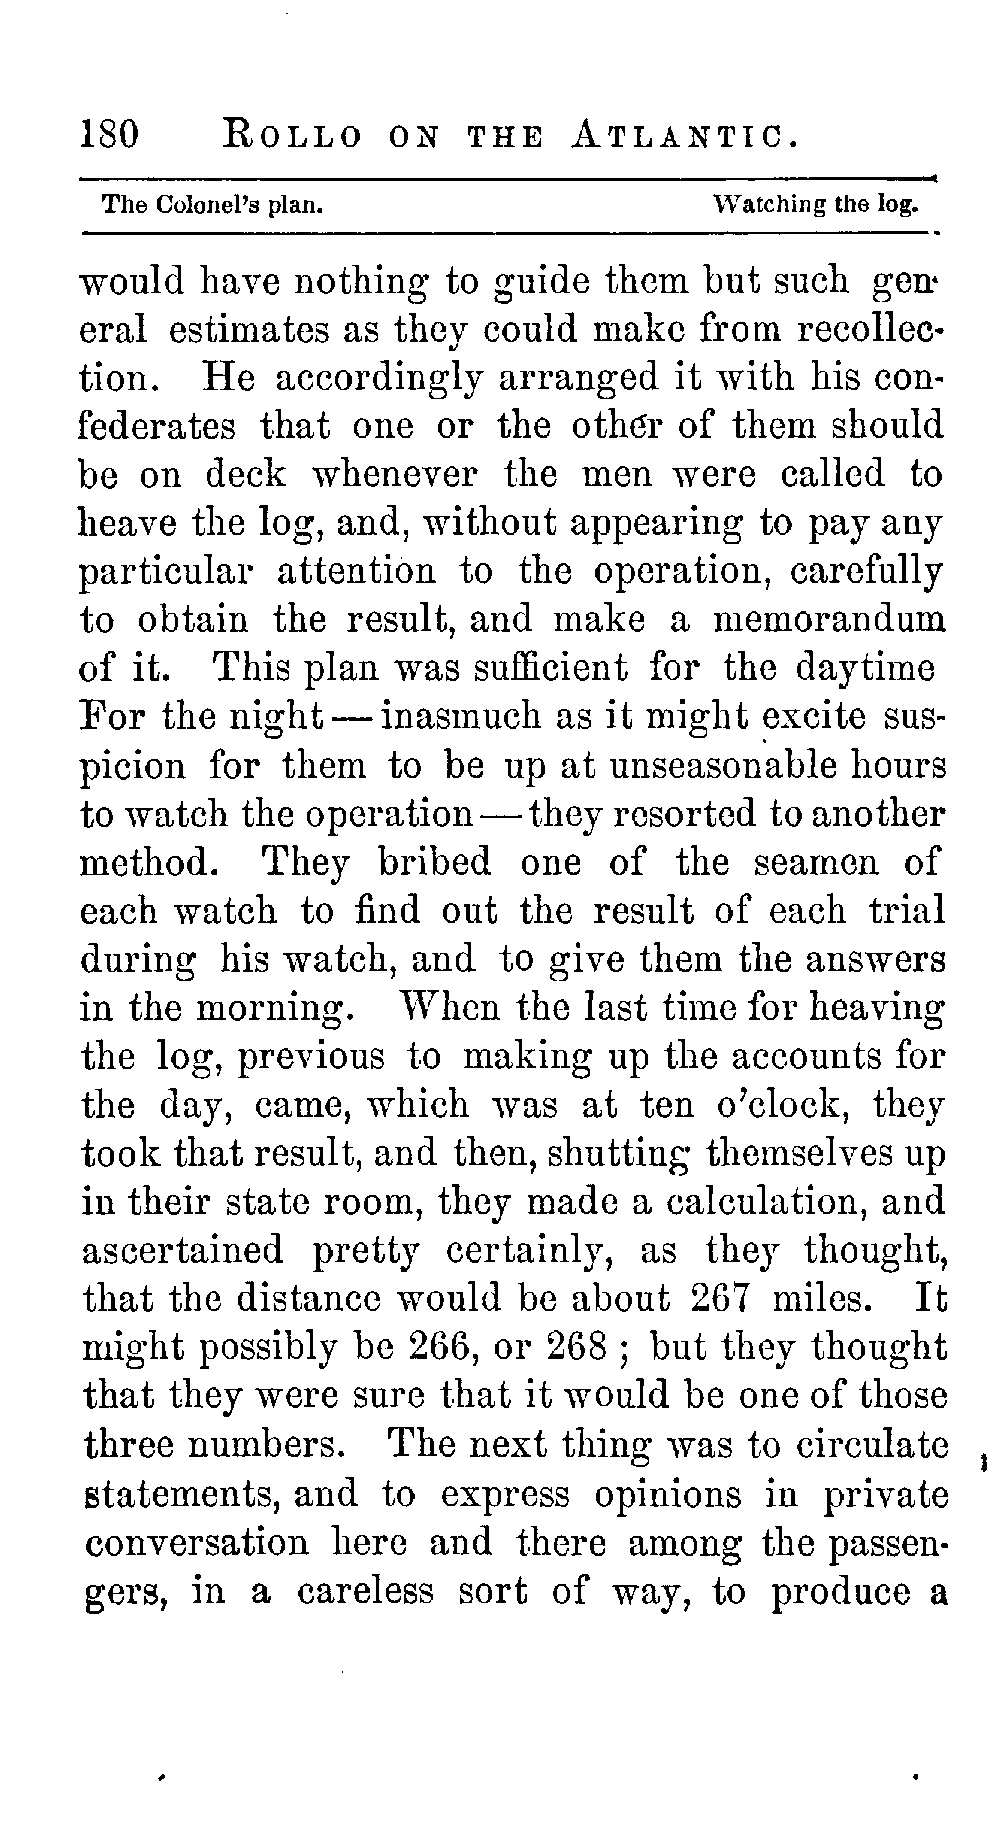 180 ROLLO ON THE ATLANTIC.
The Colonel's plan. Watching the log.
would have nothing to guide them but such gen-
eral estimates as they could make from recollec-
tion. He accordingly arranged it with his con-
federates that one or the other of them should
be on deck whenever the men were called to
heave the log, and, without appearing to pay any
particular attention to the operation, carefully
to obtain the result, and make a memorandum
of it. This plan was sufficient for the daytime
For the night — inasmuch as it might excite sus-
picion for them to be up at unseasonable hours
to watch the operation — they resorted to another
method. They bribed one of the seamen of
each watch to find out the result of each trial
during his watch, and to give them the answers
in the morning. When the last time for heaving
the log, previous to making up the accounts for
the day, came, which was at ten o'clock, they
took that result, and then, shutting themselves up
in their state room, they made a calculation, and
ascertained pretty certainly, as they thought,
that the distance would be about 267 miles. It
might possibly be 266, or 268 ; but they thought
that they were sure that it would be one of those
three numbers. The next thing was to circulate
statements, and to express opinions in private
conversation here and there among the passen-
gers, in a careless sort of way, to produce a